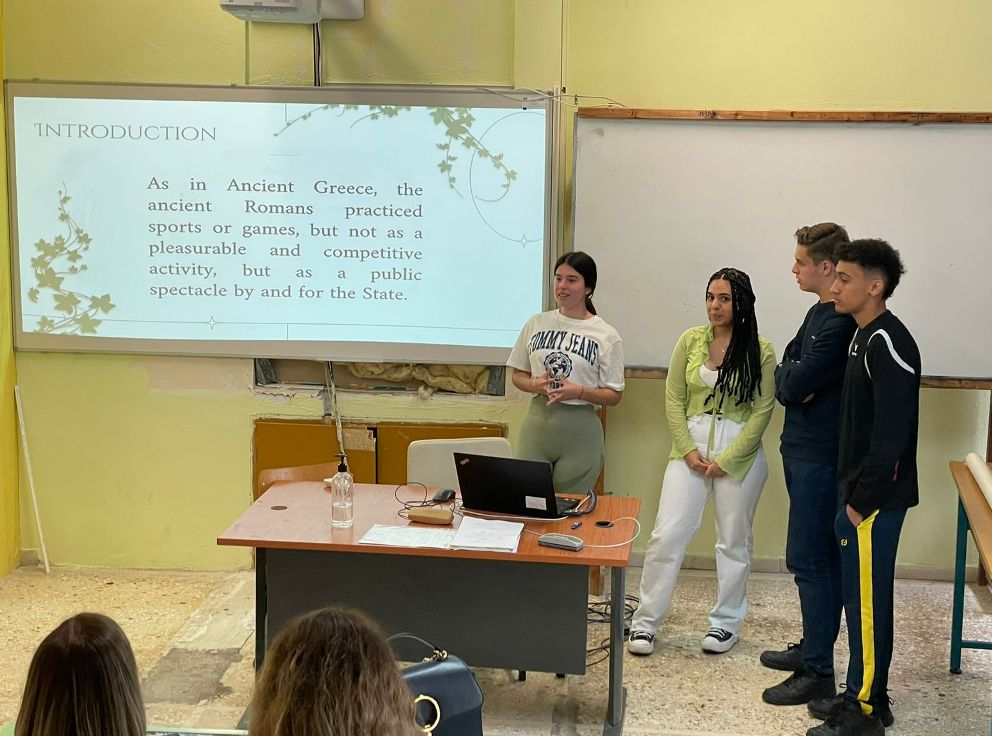 INTRODUCTION
As in Ancient Greece, the
ancient Romans practiced
sports or games, but not as a
pleasurable and competitive
activity, but as a public
spectacle by and for the State.
TOMMY JEANS